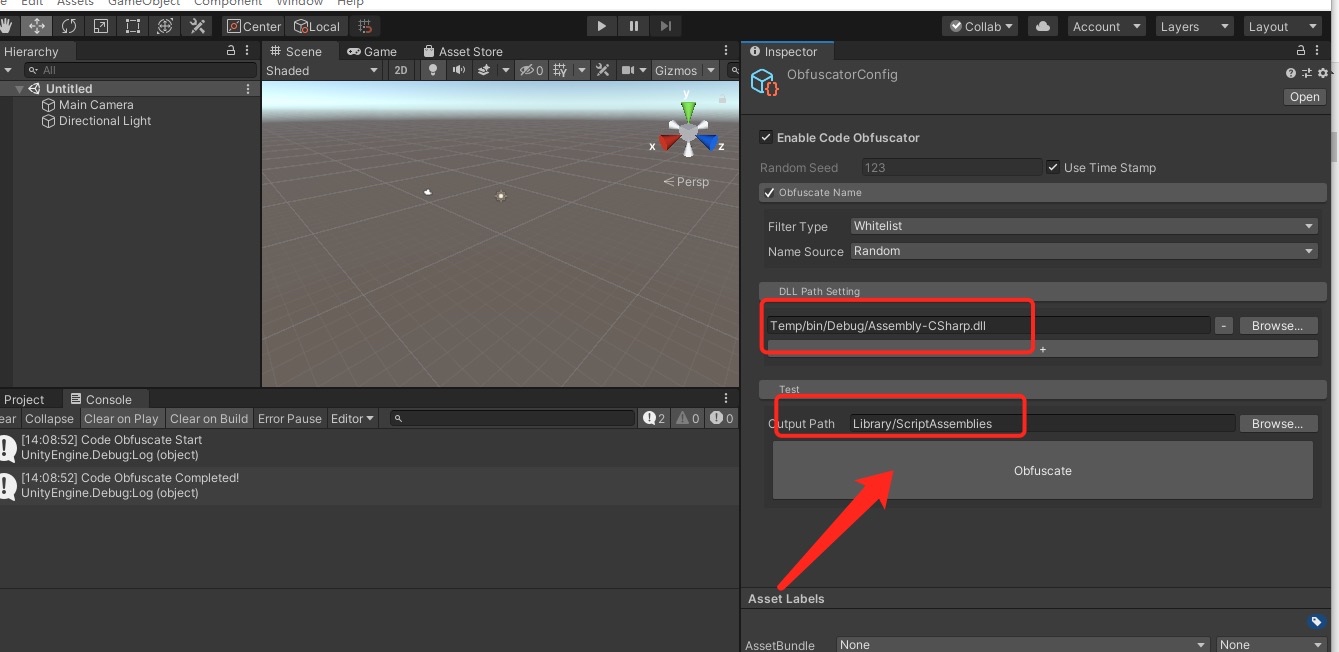 Edit Assets GameObject Component Window Help
Center Local Collab Account Layers Layout
Hierarchy
All
Untitled
Main Camera
Directional Light
Scene Game Asset Store
Shaded 2D 0 Gizmos
y
x z
Persp
Inspector
ObfuscatorConfig
Open
Enable Code Obfuscator
Random Seed 123 Use Time Stamp
Obfuscate Name
Filter Type Whitelist
Name Source Random
DLL Path Setting
Temp/bin/Debug/Assembly-CSharp.dll - Browse...
+
Test
Output Path Library/ScriptAssemblies Browse...
Obfuscate
Project Console
ear Collapse Clear on Play Clear on Build Error Pause Editor 2 0 0
[14:08:52] Code Obfuscate Start
UnityEngine.Debug:Log (object)
[14:08:52] Code Obfuscate Completed!
UnityEngine.Debug:Log (object)
Asset Labels
AssetBundle None None